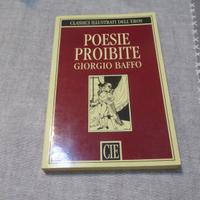 CLASSICI ILLUSTRATI DELL'EROS
POESIE
PROIBITE
GIORGIO BAFFO
CIE